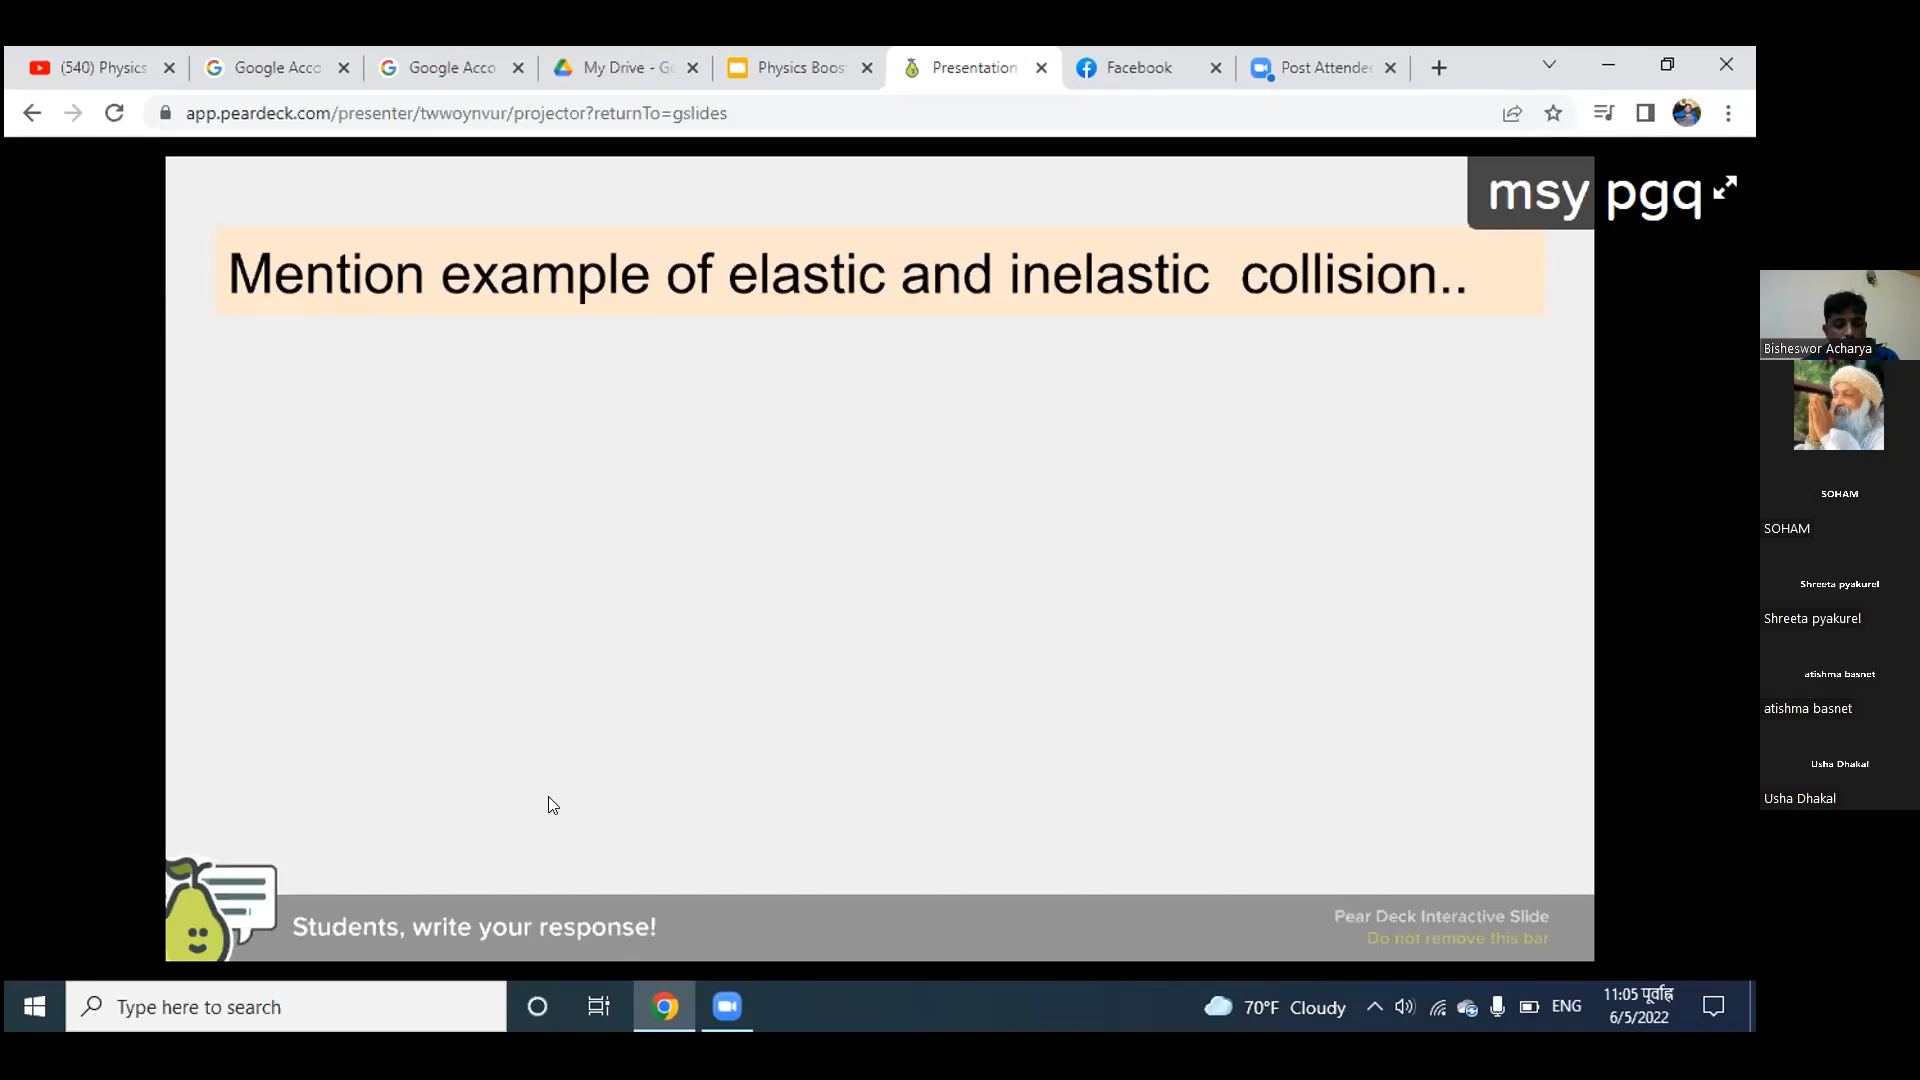 (540) Physics
Google Acco
Google Acco
My Drive - G
Physics Boos
Presentation
Facebook
Post Attende
app.peardeck.com/presenter/twwoynvur/projector?returnTo=gslides
msy pgq
Mention example of elastic and inelastic collision..
Bisheswor Acharya
SOHAM
SOHAM
Shreeta pyakurel
Shreeta pyakurel
atishma basnet
atishma basnet
Usha Dhakal
Usha Dhakal
Students, write your response!
Pear Deck Interactive Slide
Do not remove this bar
Type here to search
70°F Cloudy
ENG
11:05 पूर्वाह्न
6/5/2022